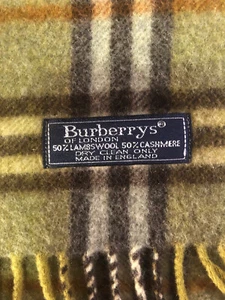 Burberrys®
OF LONDON
50% LAMBSWOOL 50% CASHMERE
DRY CLEAN ONLY
MADE IN ENGLAND